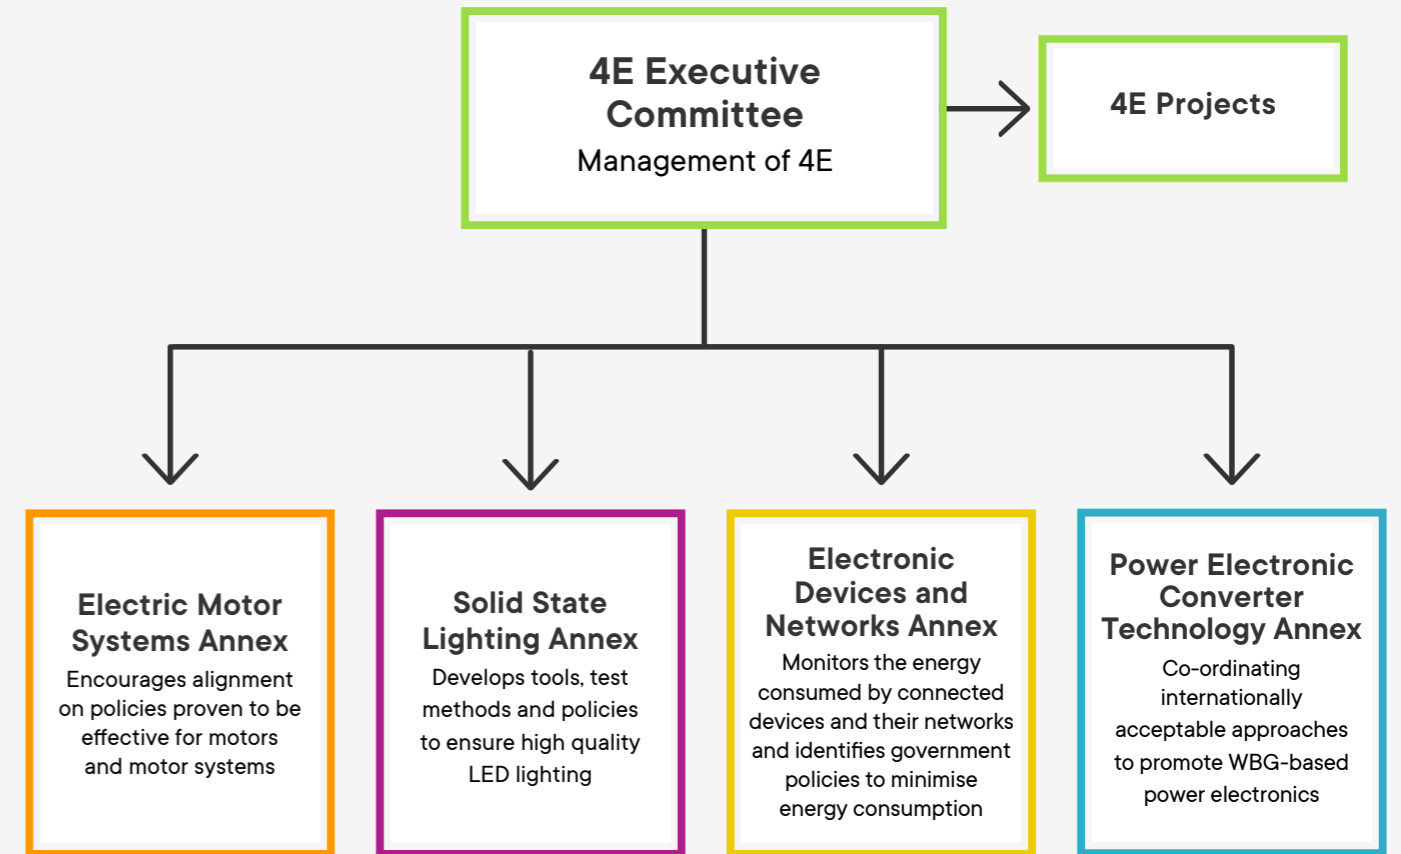 4E Executive
Committee
Management of 4E
4E Projects
Electric Motor
Systems Annex
Encourages alignment
on policies proven to be
effective for motors
and motor systems
Solid State
Lighting Annex
Develops tools, test
methods and policies
to ensure high quality
LED lighting
Electronic
Devices and
Networks Annex
Monitors the energy
consumed by connected
devices and their networks
and identifies government
policies to minimise
energy consumption
Power Electronic
Converter
Technology Annex
Co-ordinating
internationally
acceptable approaches
to promote WBG-based
power electronics